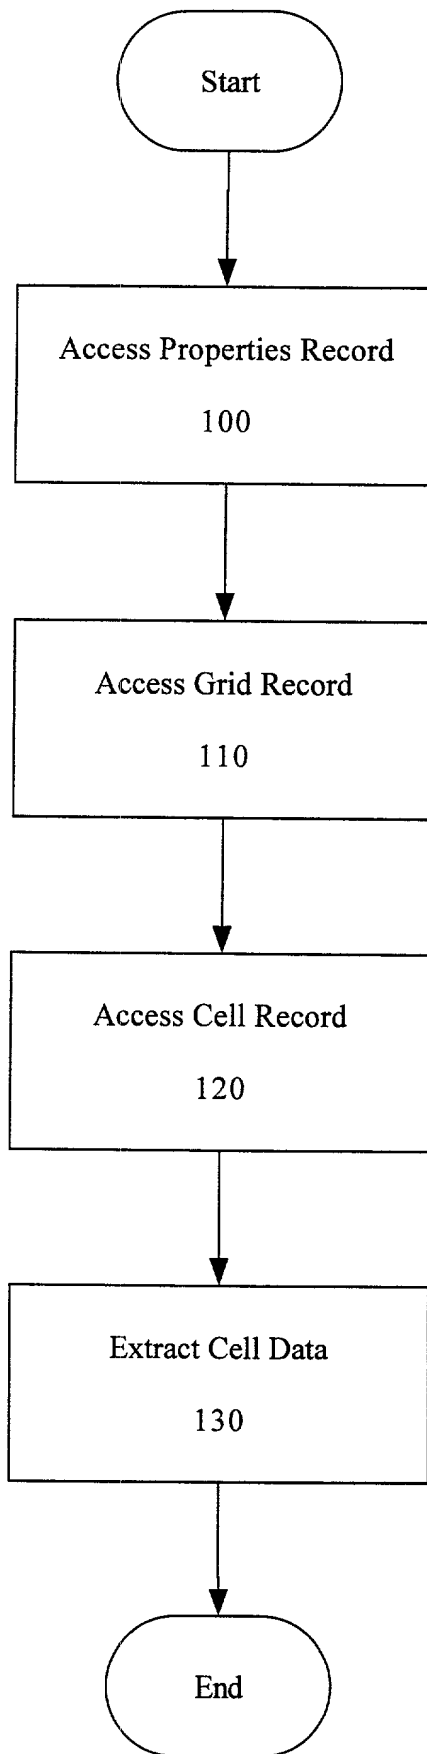 Start
Access Properties Record
100
Access Grid Record
110
Access Cell Record
120
Extract Cell Data
130
End